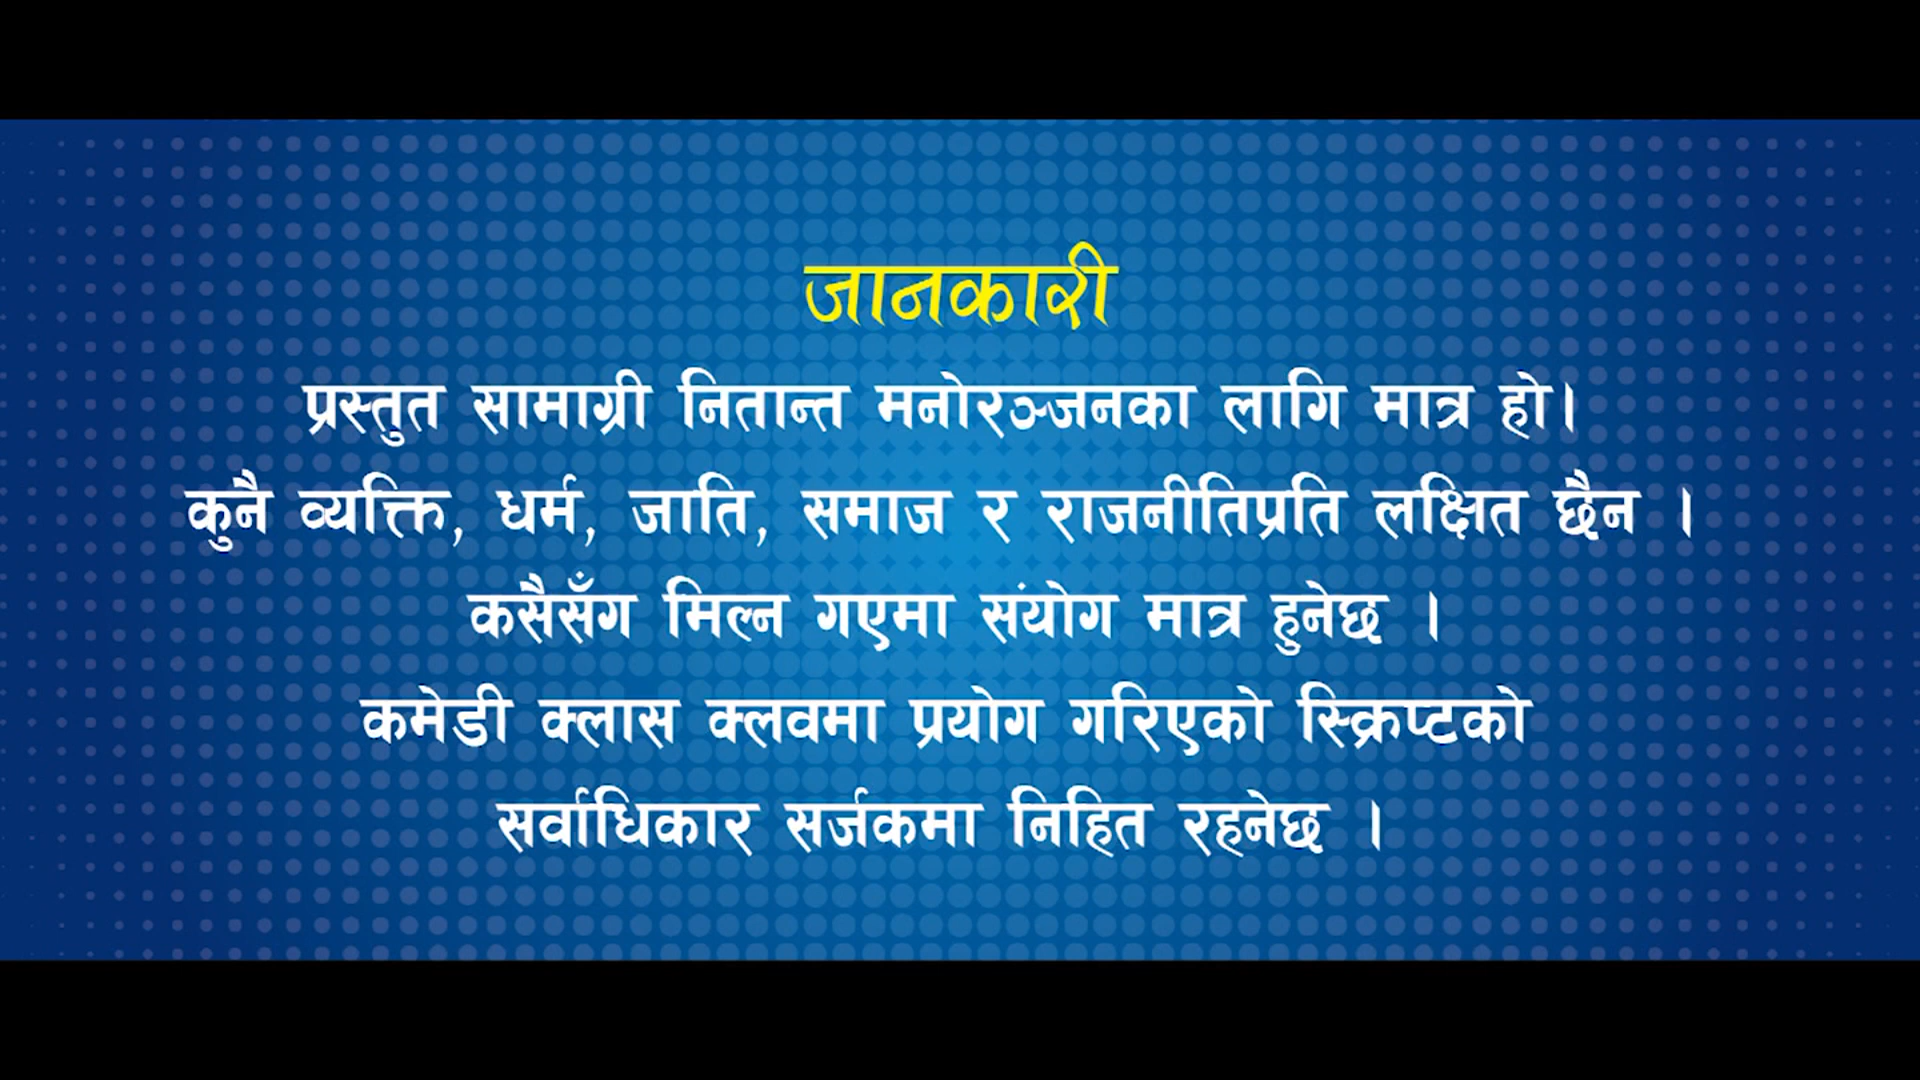 जानकारी
प्रस्तुत सामाग्री नितान्त मनोरञ्जनका लागि मात्र हो।
कुनै व्यक्ति, धर्म, जाति, समाज र राजनीतिप्रति लक्षित छैन ।
कसैसँग मिल्न गएमा संयोग मात्र हुनेछ ।
कमेडी क्लास क्लवमा प्रयोग गरिएको स्क्रिप्टको
सर्वाधिकार सर्जकमा निहित रहनेछ ।